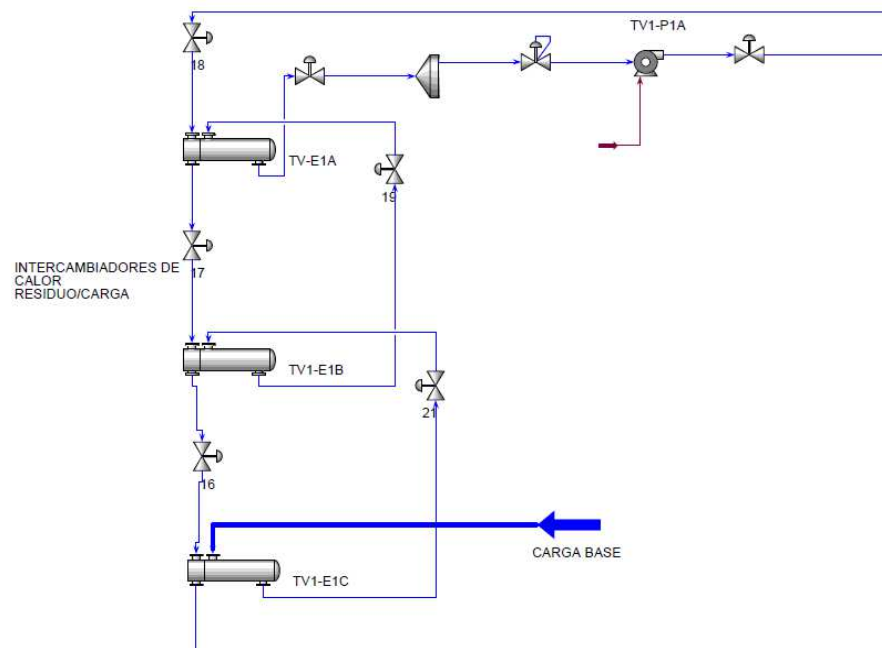 TV1-P1A
18
TV-E1A
19
INTERCAMBIADORES DE
CALOR
RESIDUO/CARGA
17
TV1-E1B
21
16
CARGA BASE
TV1-E1C